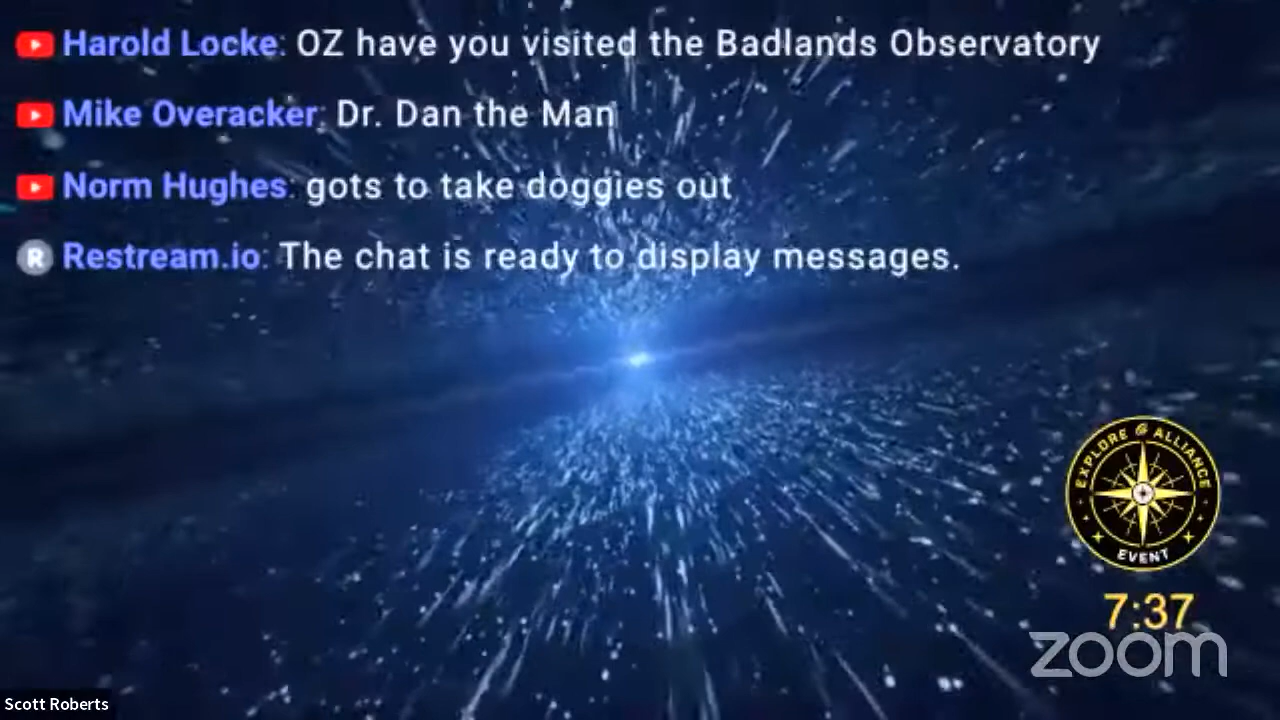 Harold Locke: OZ have you visited the Badlands Observatory
Mike Overacker: Dr. Dan the Man
Norm Hughes: gots to take doggies out
R Restream.io: The chat is ready to display messages.
EXPLORE ALLIANCE
EVENT
7:37
zoom
Scott Roberts